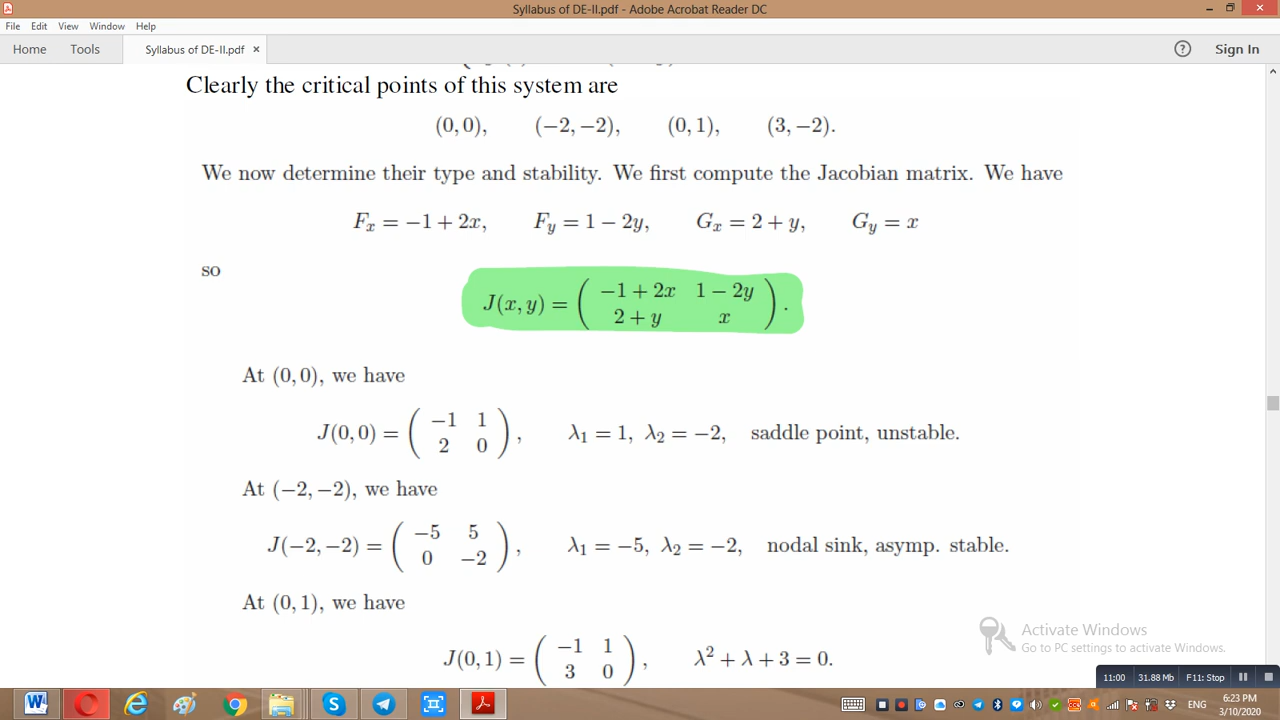 Syllabus of DE-II.pdf - Adobe Acrobat Reader DC
File Edit View Window Help
Home Tools Syllabus of DE-II.pdf × ? Sign In
Clearly the critical points of this system are
(0, 0), (−2, −2), (0, 1), (3, −2).
We now determine their type and stability. We first compute the Jacobian matrix. We have
Fx = −1 + 2x, Fy = 1 − 2y, Gx = 2 + y, Gy = x
so
J(x, y) = ( −1 + 2x 1 − 2y
2 + y x ) .
At (0, 0), we have
J(0, 0) = ( −1 1
2 0 ) , λ1 = 1, λ2 = −2, saddle point, unstable.
At (−2, −2), we have
J(−2, −2) = ( −5 5
0 −2 ) , λ1 = −5, λ2 = −2, nodal sink, asymp. stable.
At (0, 1), we have
J(0, 1) = ( −1 1
3 0 ) , λ² + λ + 3 = 0.
Activate Windows
Go to PC settings to activate Windows.
11:00 31.88 Mb F11: Stop
ENG 6:23 PM
3/10/2020